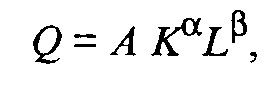 Q = A K^α L^β,